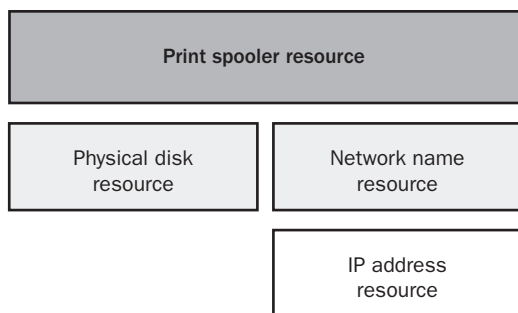 Print spooler resource
Physical disk
resource
Network name
resource
IP address
resource